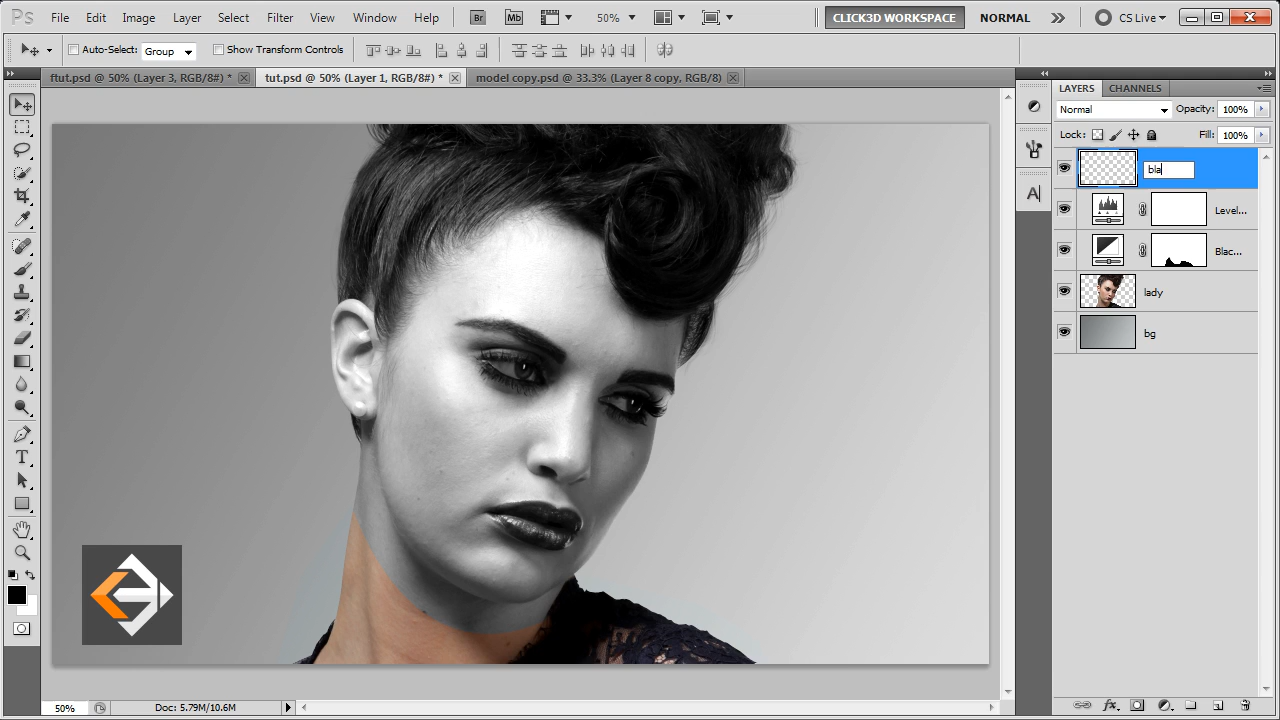 Ps File Edit Image Layer Select Filter View Window Help Br Mb 50% CLICK3D WORKSPACE NORMAL CS Live
Auto-Select: Group Show Transform Controls
ftut.psd @ 50% (Layer 3, RGB/8#) * tut.psd @ 50% (Layer 1, RGB/8#) * model copy.psd @ 33.3% (Layer 8 copy, RGB/8)
LAYERS CHANNELS
Normal Opacity: 100%
Lock: Fill: 100%
bla
Level...
Blac...
lady
bg
50% Doc: 5.79M/10.6M